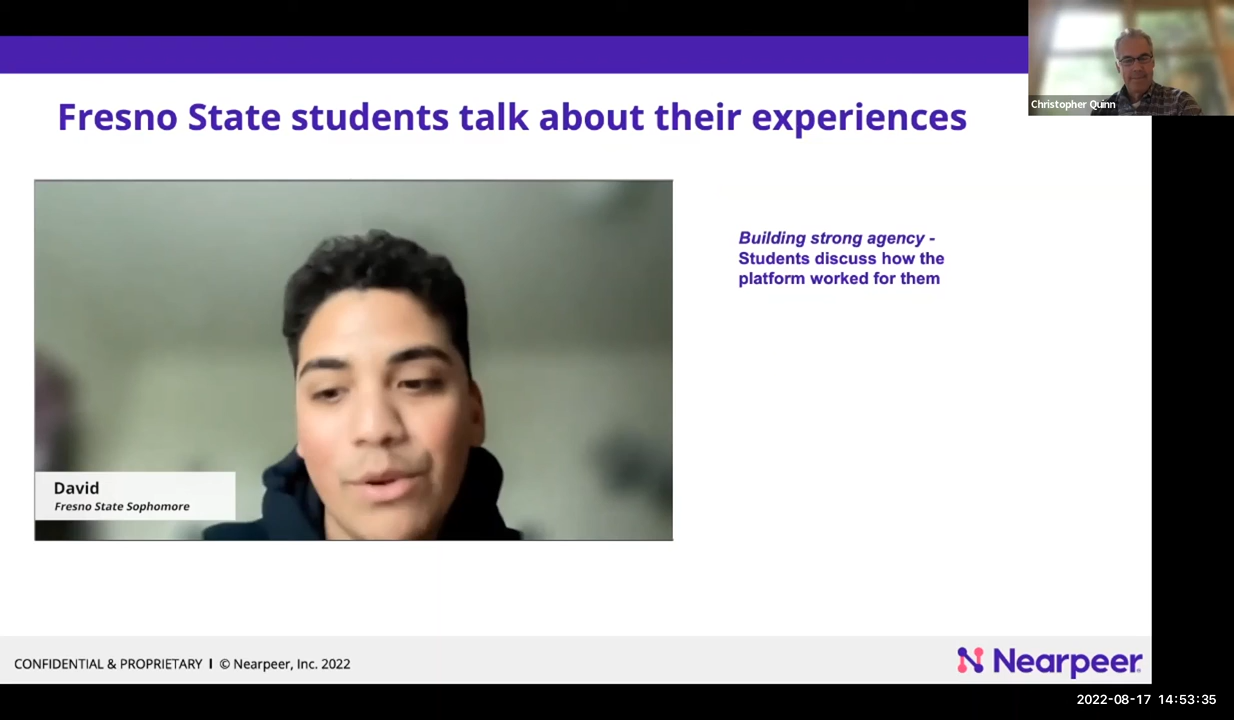 Christopher Quinn
Fresno State students talk about their experiences
Building strong agency -
Students discuss how the
platform worked for them
David
Fresno State Sophomore
CONFIDENTIAL & PROPRIETARY I © Nearpeer, Inc. 2022
Nearpeer
2022-08-17 14:53:35